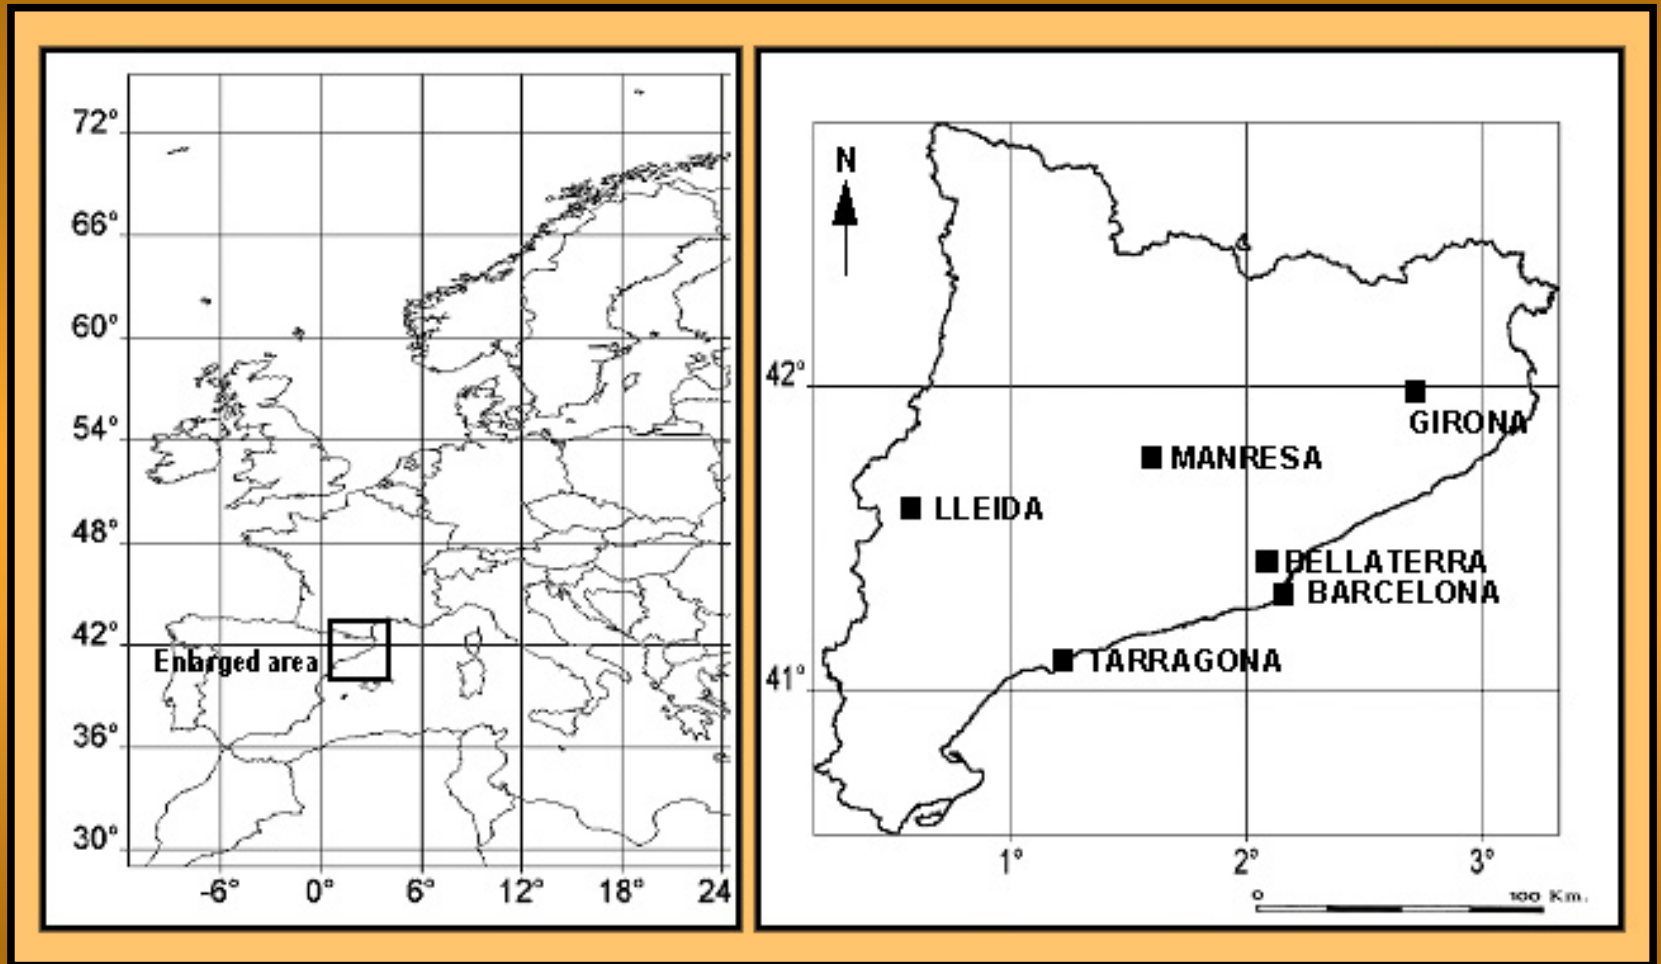 72°
66°
60°
54°
48°
42°
Enlarged area
36°
30°
-6° 0° 6° 12° 18° 24
N
42°
GIRONA
MANRESA
LLEIDA
BELLATERRA
BARCELONA
TARRAGONA
41°
1° 2° 3°
0 100 Km.